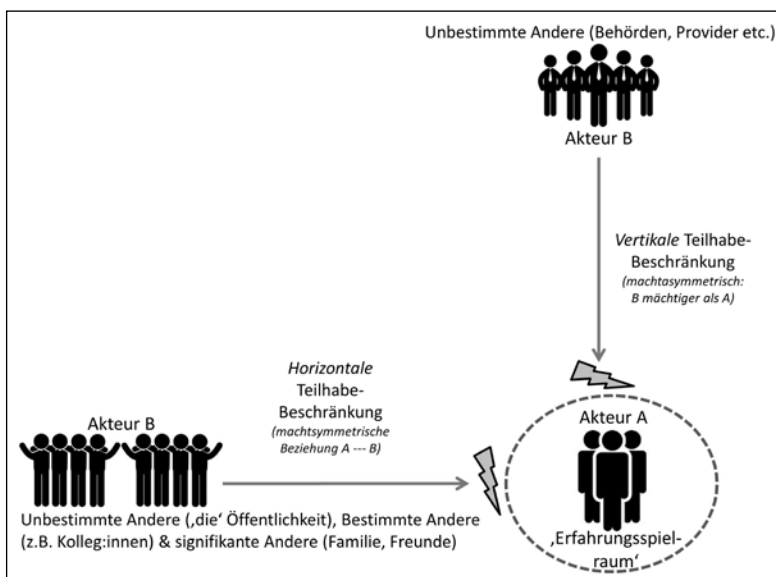 Unbestimmte Andere (Behörden, Provider etc.)
Akteur B
Vertikale Teilhabe-
Beschränkung
(machtasymmetrisch:
B mächtiger als A)
Horizontale
Teilhabe-
Beschränkung
(machtsymmetrische
Beziehung A --- B)
Akteur B
Unbestimmte Andere (‚die‘ Öffentlichkeit), Bestimmte Andere
(z.B. Kolleg:innen) & signifikante Andere (Familie, Freunde)
Akteur A
‚Erfahrungsspiel-
raum‘